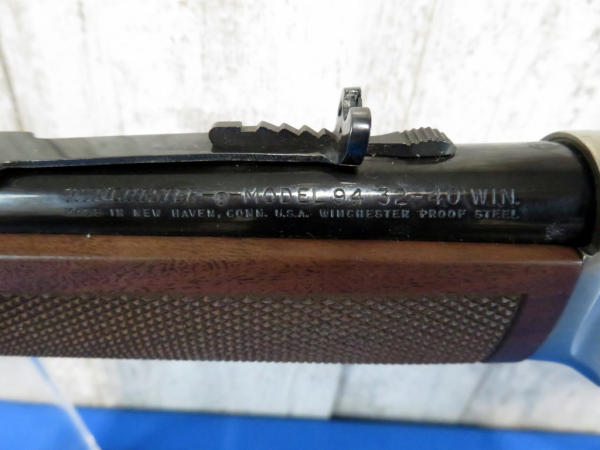 WINCHESTER ® MODEL 94 32-40 WIN.
MADE IN NEW HAVEN, CONN. U.S.A. WINCHESTER PROOF STEEL